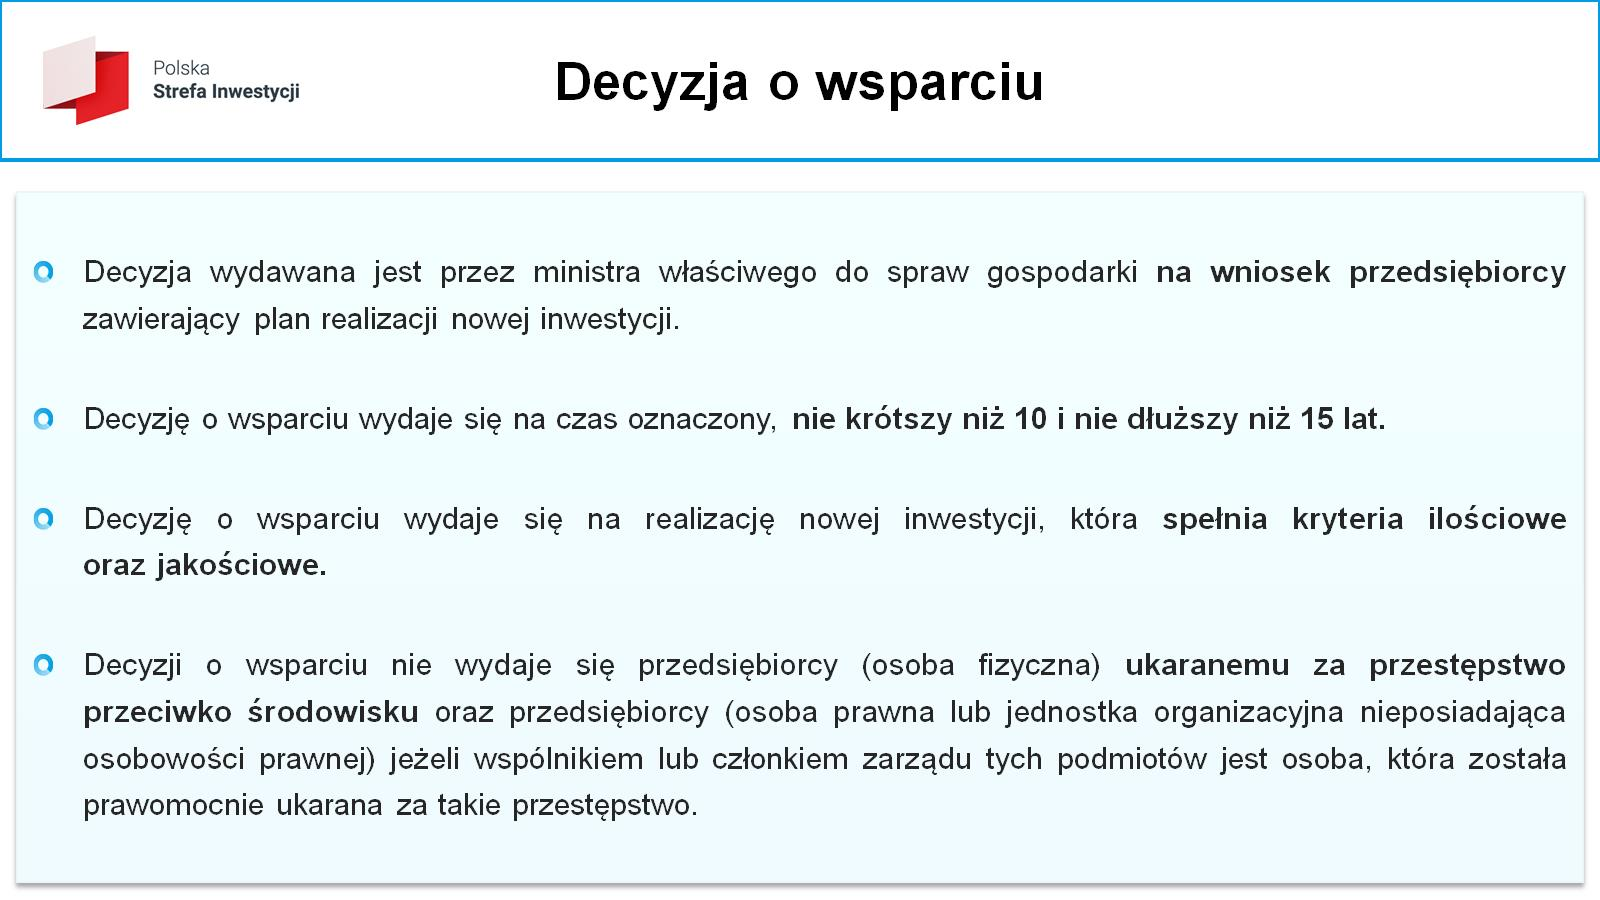 Polska
Strefa Inwestycji
Decyzja o wsparciu
Decyzja wydawana jest przez ministra właściwego do spraw gospodarki na wniosek przedsiębiorcy
zawierający plan realizacji nowej inwestycji.
Decyzję o wsparciu wydaje się na czas oznaczony, nie krótszy niż 10 i nie dłuższy niż 15 lat.
Decyzję o wsparciu wydaje się na realizację nowej inwestycji, która spełnia kryteria ilościowe
oraz jakościowe.
Decyzji o wsparciu nie wydaje się przedsiębiorcy (osoba fizyczna) ukaranemu za przestępstwo
przeciwko środowisku oraz przedsiębiorcy (osoba prawna lub jednostka organizacyjna nieposiadająca
osobowości prawnej) jeżeli wspólnikiem lub członkiem zarządu tych podmiotów jest osoba, która została
prawomocnie ukarana za takie przestępstwo.